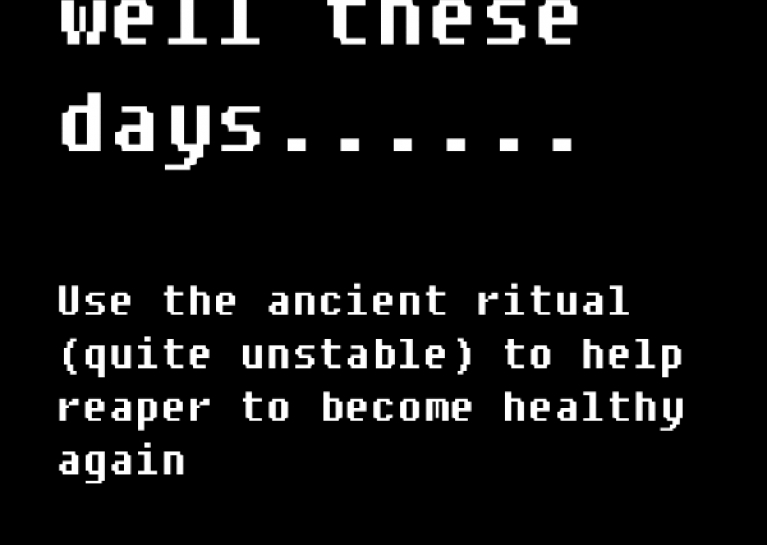 well these
days......
Use the ancient ritual
(quite unstable) to help
reaper to become healthy
again